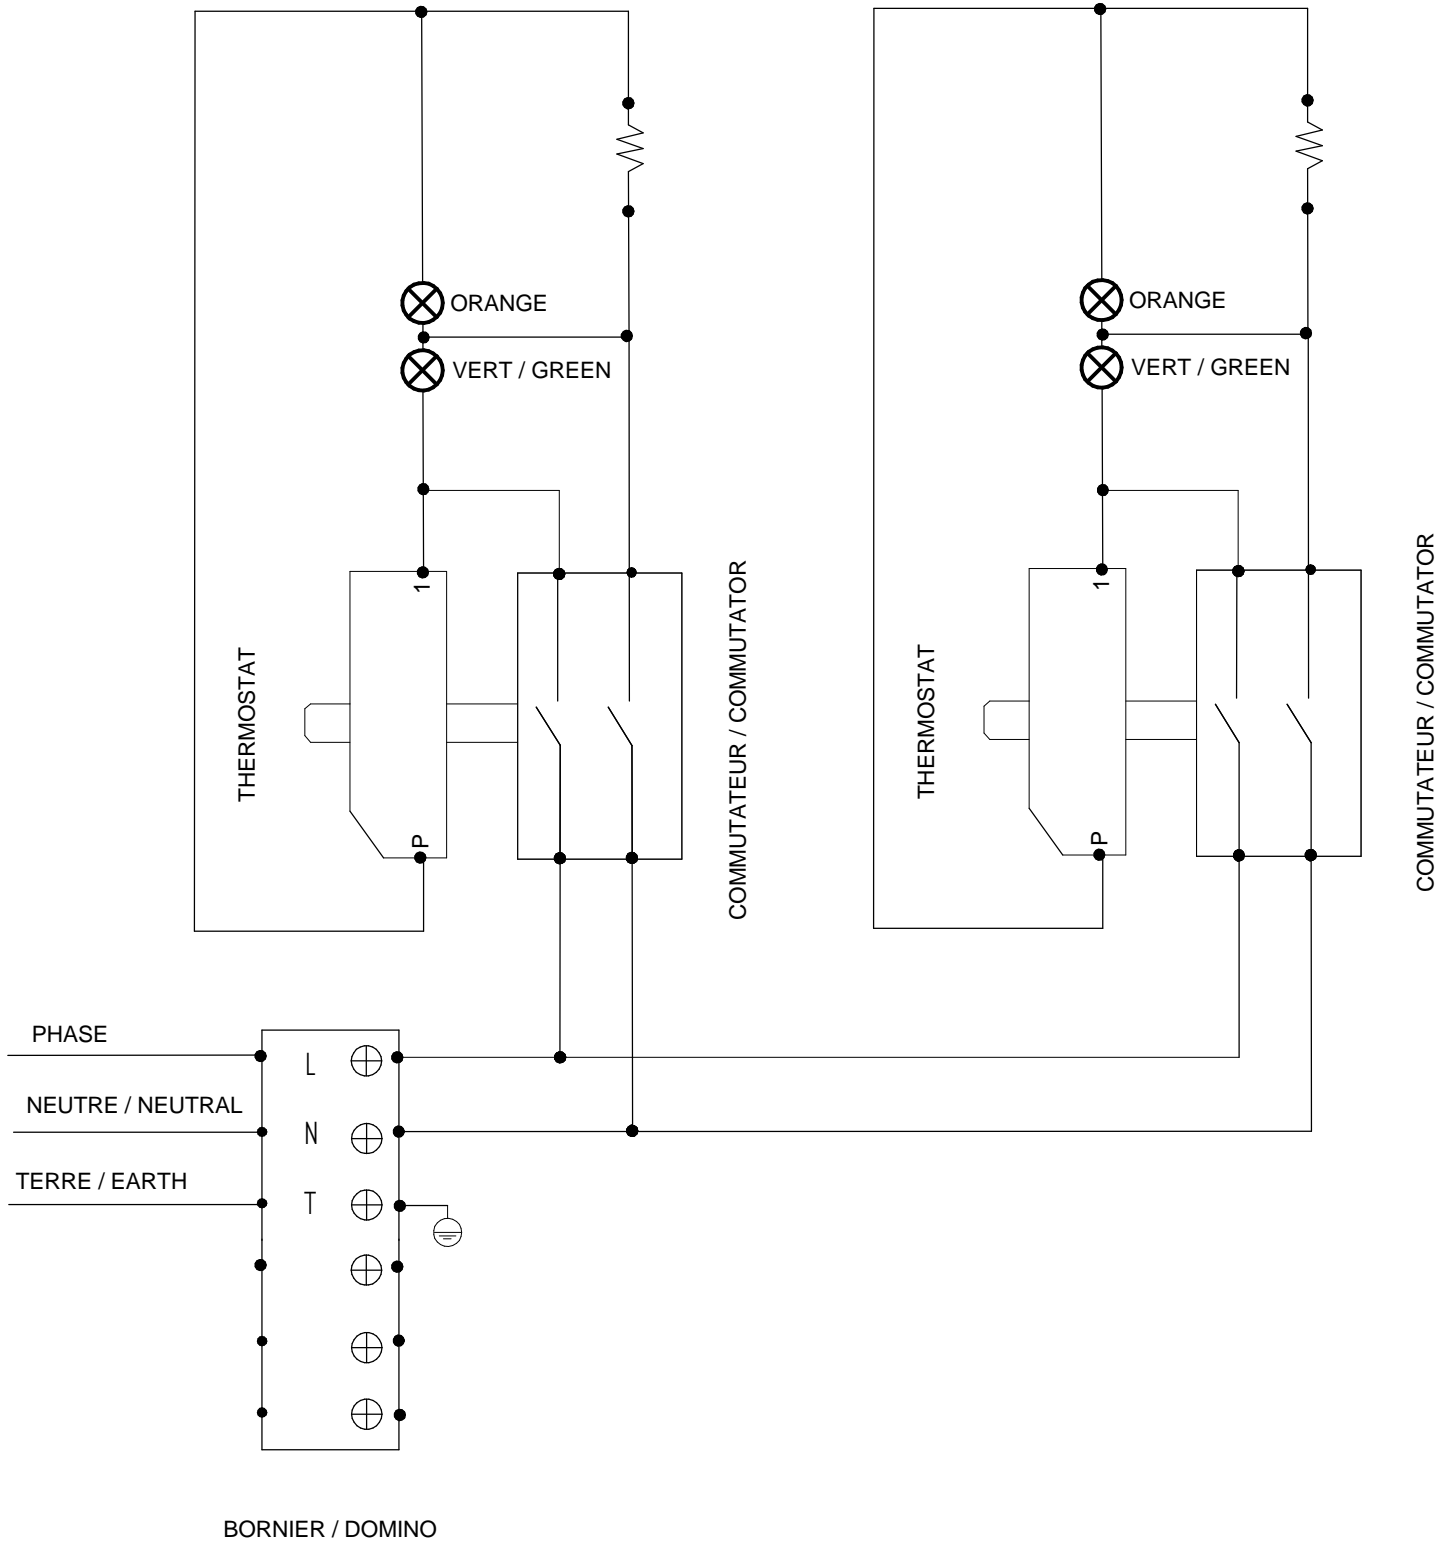 ORANGE
VERT / GREEN
1
P
THERMOSTAT
COMMUTATEUR / COMMUTATOR
ORANGE
VERT / GREEN
1
P
THERMOSTAT
COMMUTATEUR / COMMUTATOR
PHASE
L
NEUTRE / NEUTRAL
N
TERRE / EARTH
T
BORNIER / DOMINO